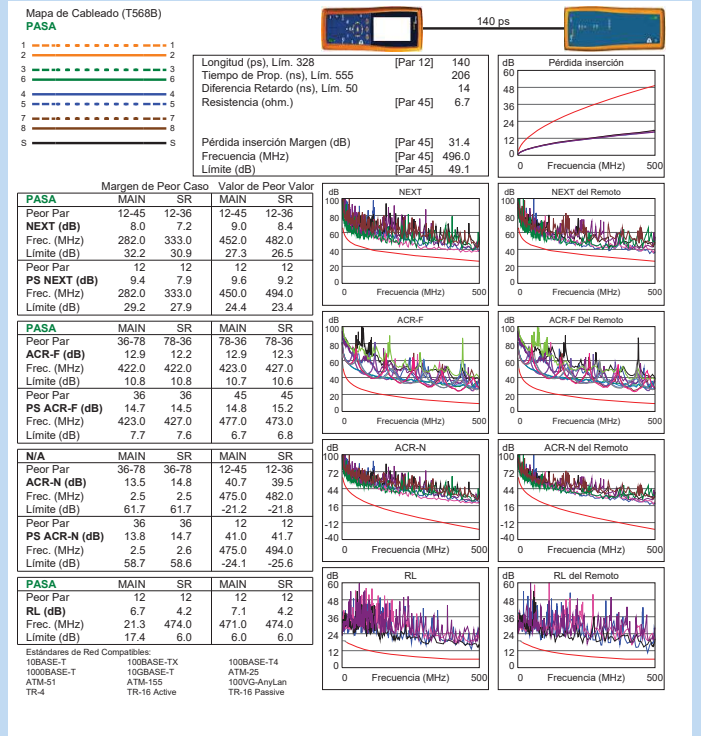 Mapa de Cableado (T568B)
PASA
1 1
2 2
3 3
6 6
4 4
5 5
7 7
8 8
S S
140 ps
Longitud (ps), Lím. 328 [Par 12] 140
Tiempo de Prop. (ns), Lím. 555 206
Diferencia Retardo (ns), Lím. 50 14
Resistencia (ohm.) [Par 45] 6.7
Pérdida inserción Margen (dB) [Par 45] 31.4
Frecuencia (MHz) [Par 45] 496.0
Límite (dB) [Par 45] 49.1
dB Pérdida inserción
60
48
36
24
12
0
0 Frecuencia (MHz) 500
Margen de Peor Caso Valor de Peor Valor
PASA MAIN SR MAIN SR
Peor Par 12-45 12-36 12-45 12-36
NEXT (dB) 8.0 7.2 9.0 8.4
Frec. (MHz) 282.0 333.0 452.0 482.0
Límite (dB) 32.2 30.9 27.3 26.5
Peor Par 12 12 12 12
PS NEXT (dB) 9.4 7.9 9.6 9.2
Frec. (MHz) 282.0 333.0 450.0 494.0
Límite (dB) 29.2 27.9 24.4 23.4
PASA MAIN SR MAIN SR
Peor Par 36-78 78-36 78-36 78-36
ACR-F (dB) 12.9 12.2 12.9 12.3
Frec. (MHz) 422.0 422.0 423.0 427.0
Límite (dB) 10.8 10.8 10.7 10.6
Peor Par 36 36 45 45
PS ACR-F (dB) 14.7 14.5 14.8 15.2
Frec. (MHz) 423.0 427.0 477.0 473.0
Límite (dB) 7.7 7.6 6.7 6.8
N/A MAIN SR MAIN SR
Peor Par 36-78 36-78 12-45 12-36
ACR-N (dB) 13.5 14.8 40.7 39.5
Frec. (MHz) 2.5 2.5 475.0 482.0
Límite (dB) 61.7 61.7 -21.2 -21.8
Peor Par 36 36 12 12
PS ACR-N (dB) 13.8 14.7 41.0 41.7
Frec. (MHz) 2.5 2.6 475.0 494.0
Límite (dB) 58.7 58.6 -24.1 -25.6
PASA MAIN SR MAIN SR
Peor Par 12 12 12 12
RL (dB) 6.7 4.2 7.1 4.2
Frec. (MHz) 21.3 474.0 471.0 474.0
Límite (dB) 17.4 6.0 6.0 6.0
Estándares de Red Compatibles:
10BASE-T 100BASE-TX 100BASE-T4
1000BASE-T 10GBASE-T ATM-25
ATM-51 ATM-155 100VG-AnyLan
TR-4 TR-16 Active TR-16 Passive
dB NEXT
100
80
60
40
20
0
0 Frecuencia (MHz) 500
dB NEXT del Remoto
100
80
60
40
20
0
0 Frecuencia (MHz) 500
dB ACR-F
100
80
60
40
20
0
0 Frecuencia (MHz) 500
dB ACR-F Del Remoto
100
80
60
40
20
0
0 Frecuencia (MHz) 500
dB ACR-N
100
72
44
16
-12
-40
0 Frecuencia (MHz) 500
dB ACR-N del Remoto
100
72
44
16
-12
-40
0 Frecuencia (MHz) 500
dB RL
60
48
36
24
12
0
0 Frecuencia (MHz) 500
dB RL del Remoto
60
48
36
24
12
0
0 Frecuencia (MHz) 500